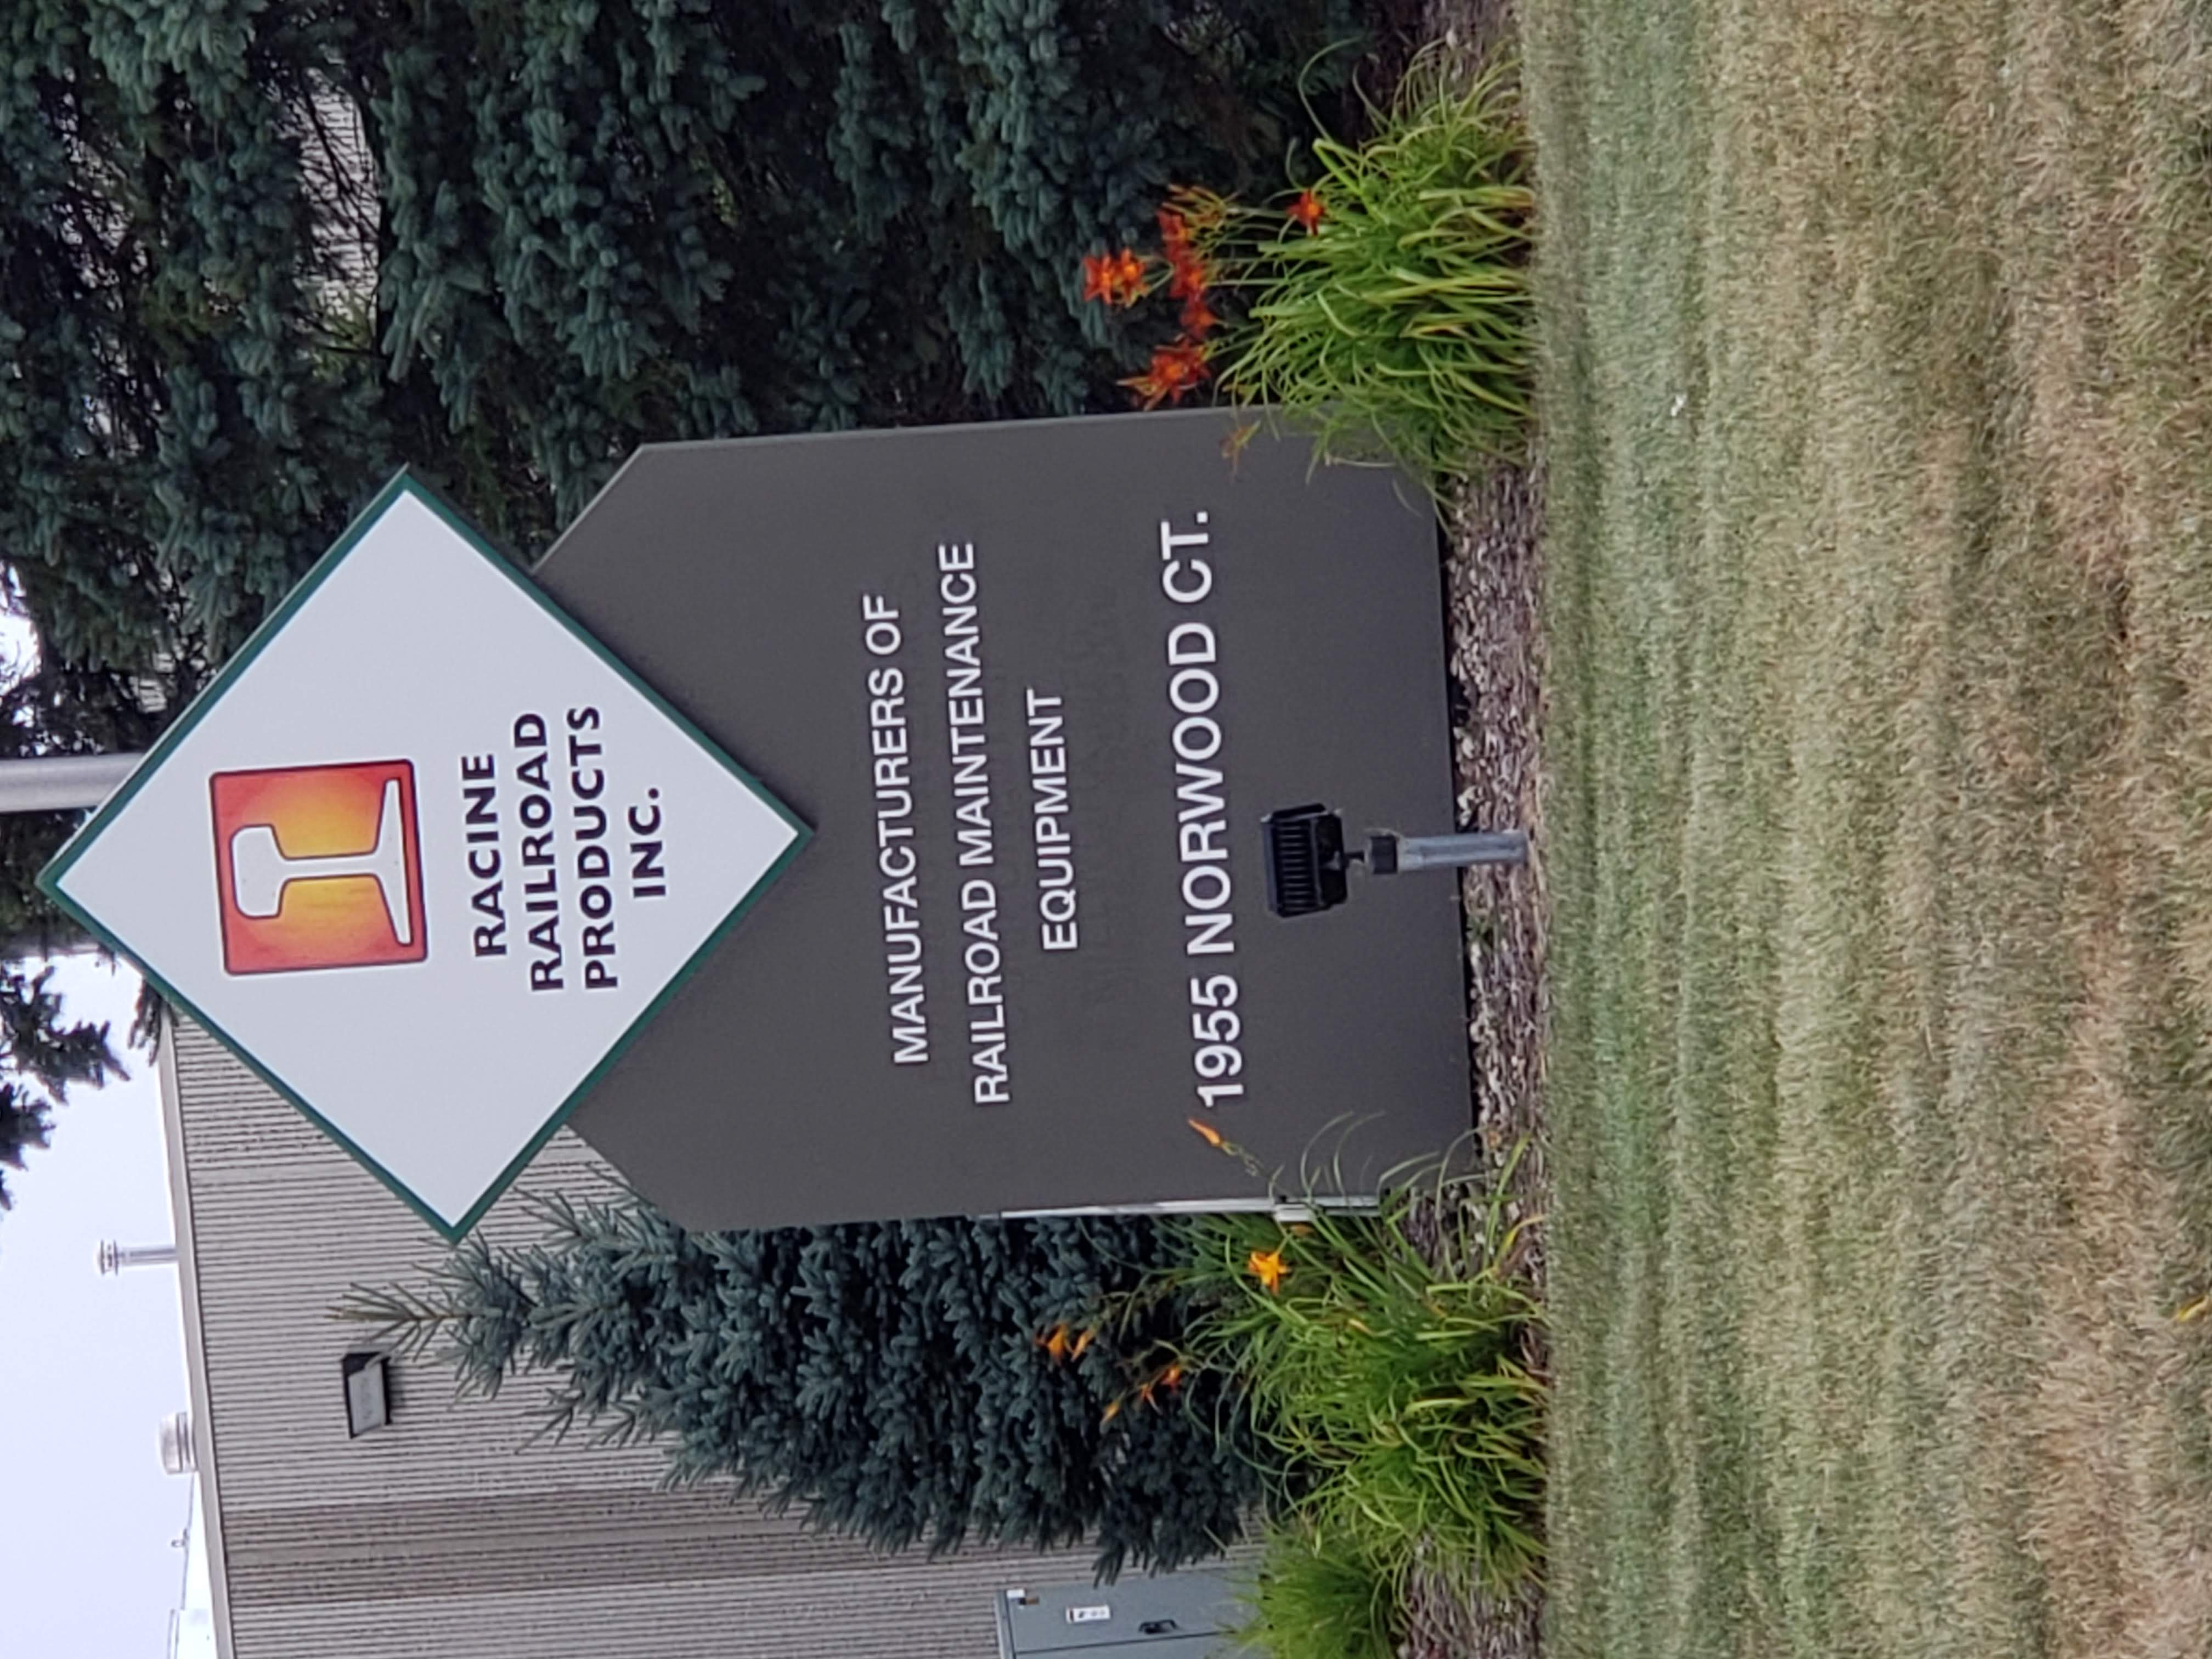 RACINE
RAILROAD
PRODUCTS
INC.
MANUFACTURERS OF
RAILROAD MAINTENANCE
EQUIPMENT
1955 NORWOOD CT.